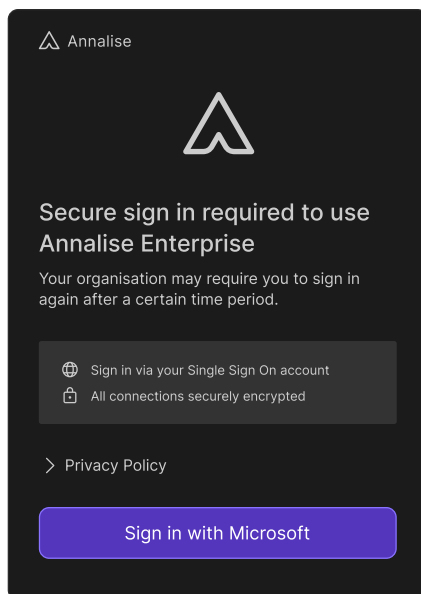 Annalise
Secure sign in required to use
Annalise Enterprise
Your organisation may require you to sign in
again after a certain time period.
Sign in via your Single Sign On account
All connections securely encrypted
Privacy Policy
Sign in with Microsoft